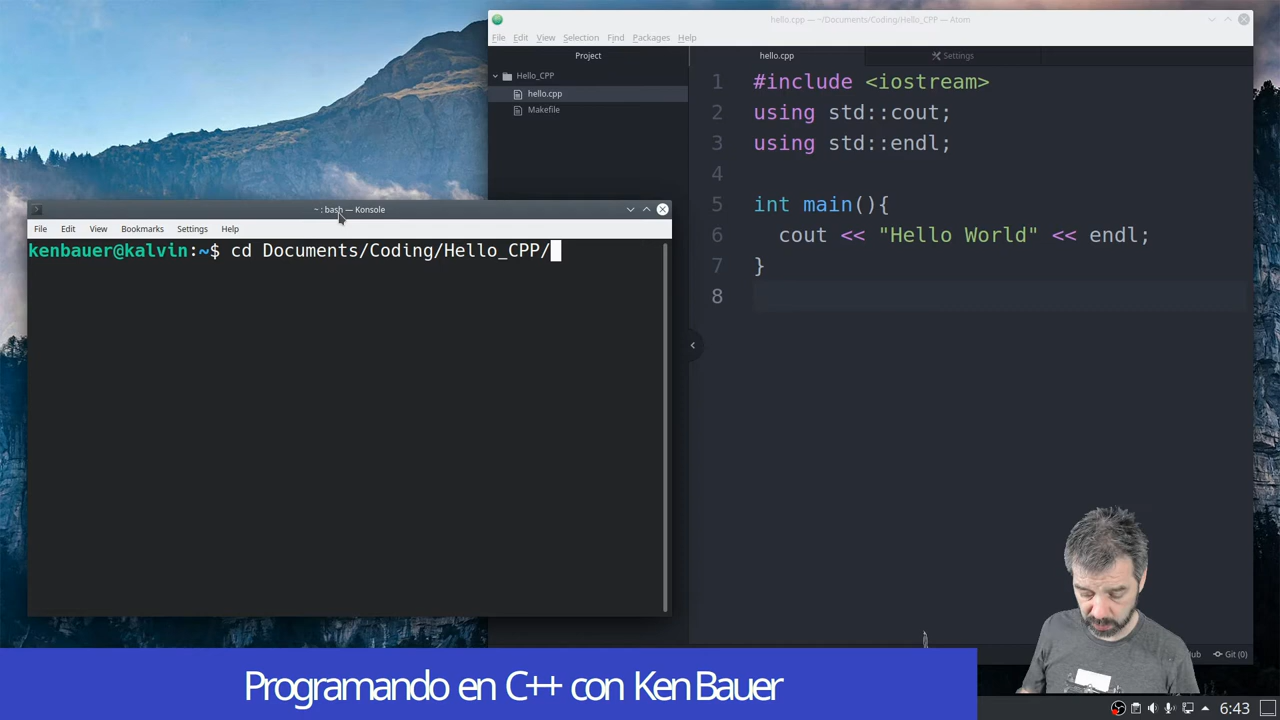 hello.cpp — ~/Documents/Coding/Hello_CPP — Atom
File Edit View Selection Find Packages Help
Project
hello.cpp
Settings
Hello_CPP
hello.cpp
Makefile
1 #include <iostream>
2 using std::cout;
3 using std::endl;
4
5 int main(){
6 cout << "Hello World" << endl;
7 }
8
~ : bash — Konsole
File Edit View Bookmarks Settings Help
kenbauer@kalvin:~$ cd Documents/Coding/Hello_CPP/
Git (0)
Programando en C++ con Ken Bauer
6:43